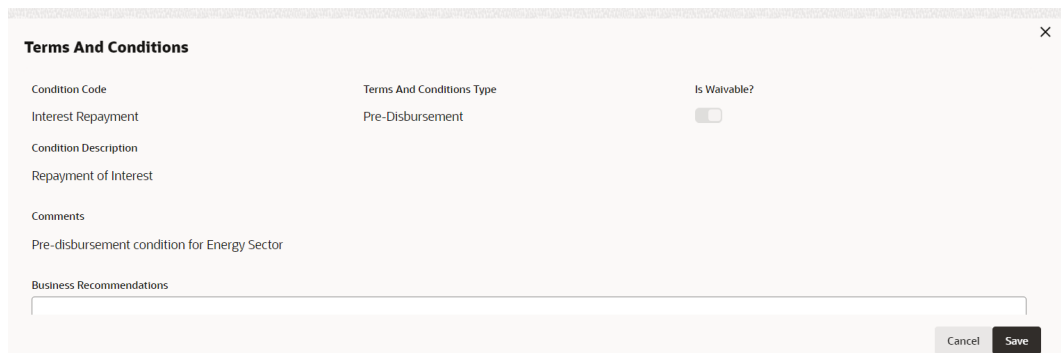 Terms And Conditions
Condition Code Terms And Conditions Type Is Waivable?
Interest Repayment Pre-Disbursement
Condition Description
Repayment of Interest
Comments
Pre-disbursement condition for Energy Sector
Business Recommendations
Cancel Save